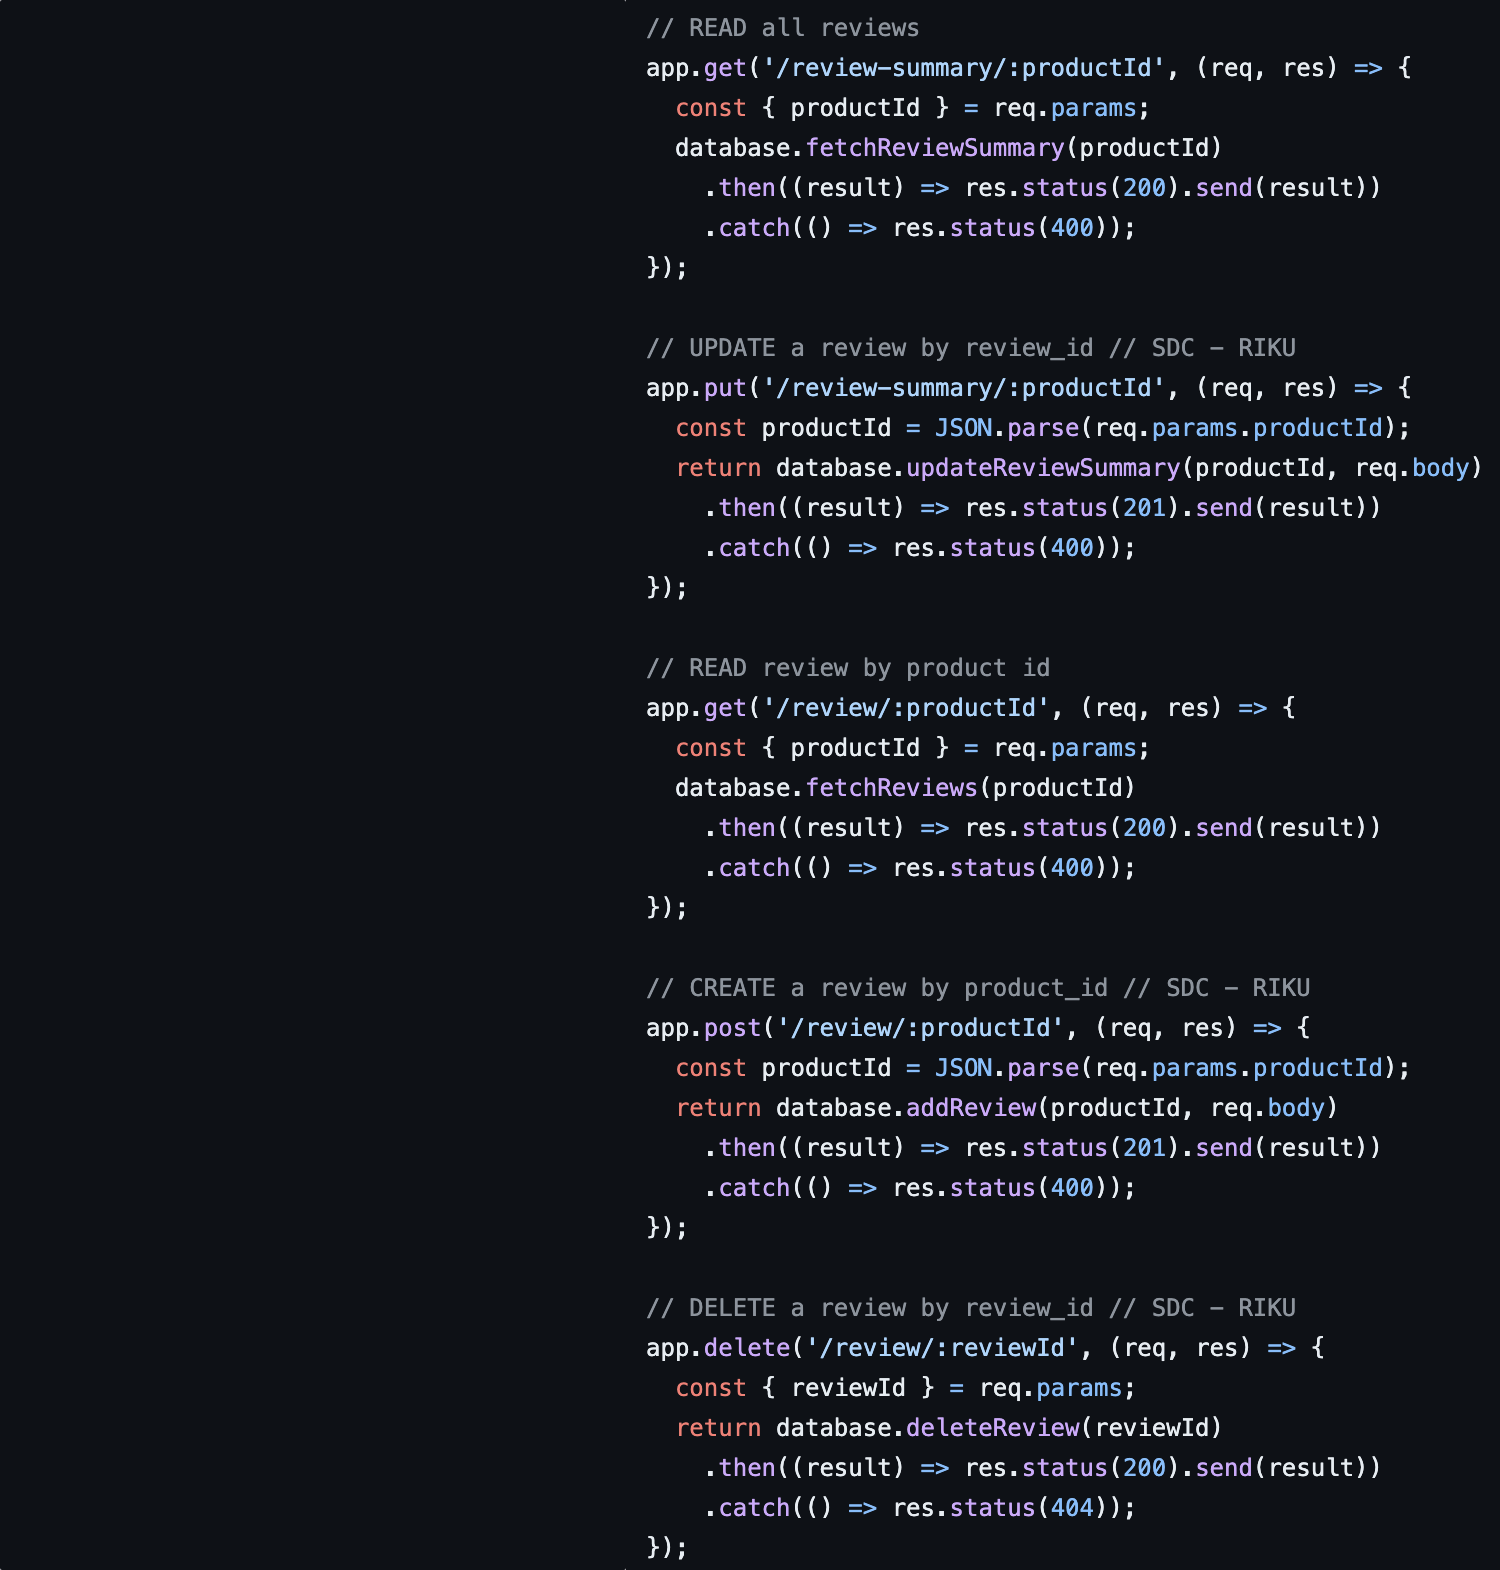 // READ all reviews
app.get('/review-summary/:productId', (req, res) => {
  const { productId } = req.params;
  database.fetchReviewSummary(productId)
    .then((result) => res.status(200).send(result))
    .catch(() => res.status(400));
});

// UPDATE a review by review_id // SDC - RIKU
app.put('/review-summary/:productId', (req, res) => {
  const productId = JSON.parse(req.params.productId);
  return database.updateReviewSummary(productId, req.body)
    .then((result) => res.status(201).send(result))
    .catch(() => res.status(400));
});

// READ review by product id
app.get('/review/:productId', (req, res) => {
  const { productId } = req.params;
  database.fetchReviews(productId)
    .then((result) => res.status(200).send(result))
    .catch(() => res.status(400));
});

// CREATE a review by product_id // SDC - RIKU
app.post('/review/:productId', (req, res) => {
  const productId = JSON.parse(req.params.productId);
  return database.addReview(productId, req.body)
    .then((result) => res.status(201).send(result))
    .catch(() => res.status(400));
});

// DELETE a review by review_id // SDC - RIKU
app.delete('/review/:reviewId', (req, res) => {
  const { reviewId } = req.params;
  return database.deleteReview(reviewId)
    .then((result) => res.status(200).send(result))
    .catch(() => res.status(404));
});